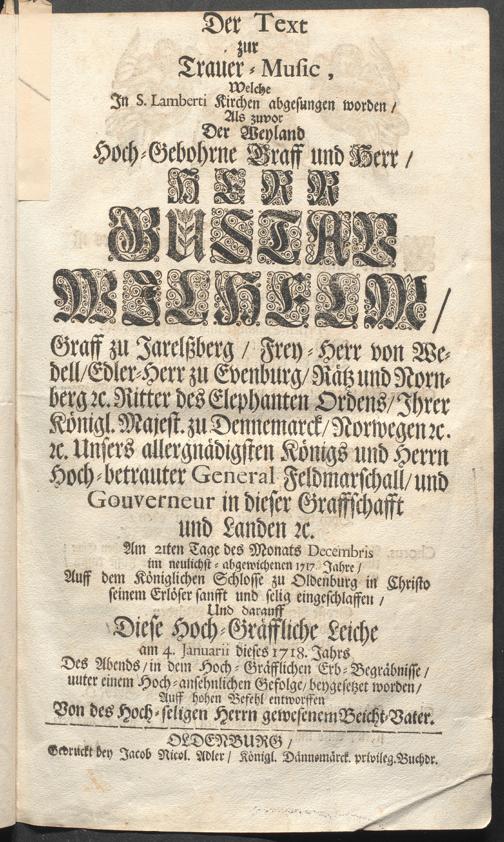 Der Text
zur
Trauer-Music,
Welche
In S. Lamberti Kirchen abgesungen worden /
Als zuvor
Der Weyland
Hoch-Gebohrne Graff und Herr /
HERR
GUSTAV
WILHELM /
Graff zu Jarelßberg / Frey-Herr von We-
dell/Edler-Herr zu Evenburg/Rätz und Norn-
berg ꝛc. Ritter des Elephanten Ordens/Ihrer
Königl. Majest. zu Dennemarck/Norwegen ꝛc.
ꝛc. Unsers allergnädigsten Königs und Herrn
Hoch-betrauter General Feldmarschall/und
Gouverneur in dieser Graffschafft
und Landen ꝛc.
Am 21ten Tage des Monats Decembris
im neulichst-abgewichenen 1717 Jahre /
Auff dem Königlichen Schlosse zu Oldenburg in Christo
seinem Erlöser sanfft und selig eingeschlaffen /
Und darauff
Diese Hoch-Gräffliche Leiche
am 4. Januarii dieses 1718. Jahrs
Des Abends/in dem Hoch-Gräfflichen Erb-Begräbnisse /
uuter einem Hoch-ansehnlichen Gefolge/beygesetzet worden/
Auff hohen Befehl entworffen
Von des Hoch-seligen Herrn gewesenem Beicht-Vater.
OLDENBURG /
Gedruckt bey Jacob Nicol. Adler / Königl. Dännemärck. privileg. Buchdr.